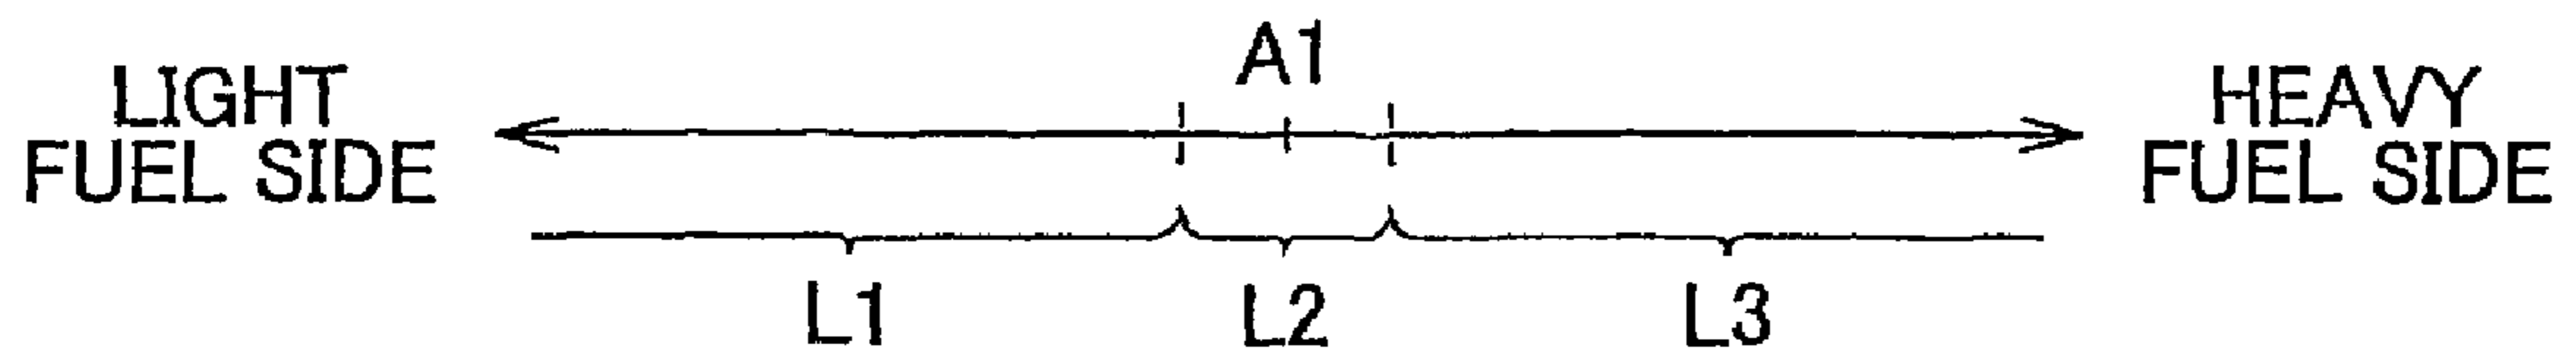 A1
LIGHT
FUEL SIDE
HEAVY
FUEL SIDE
L1
L2
L3